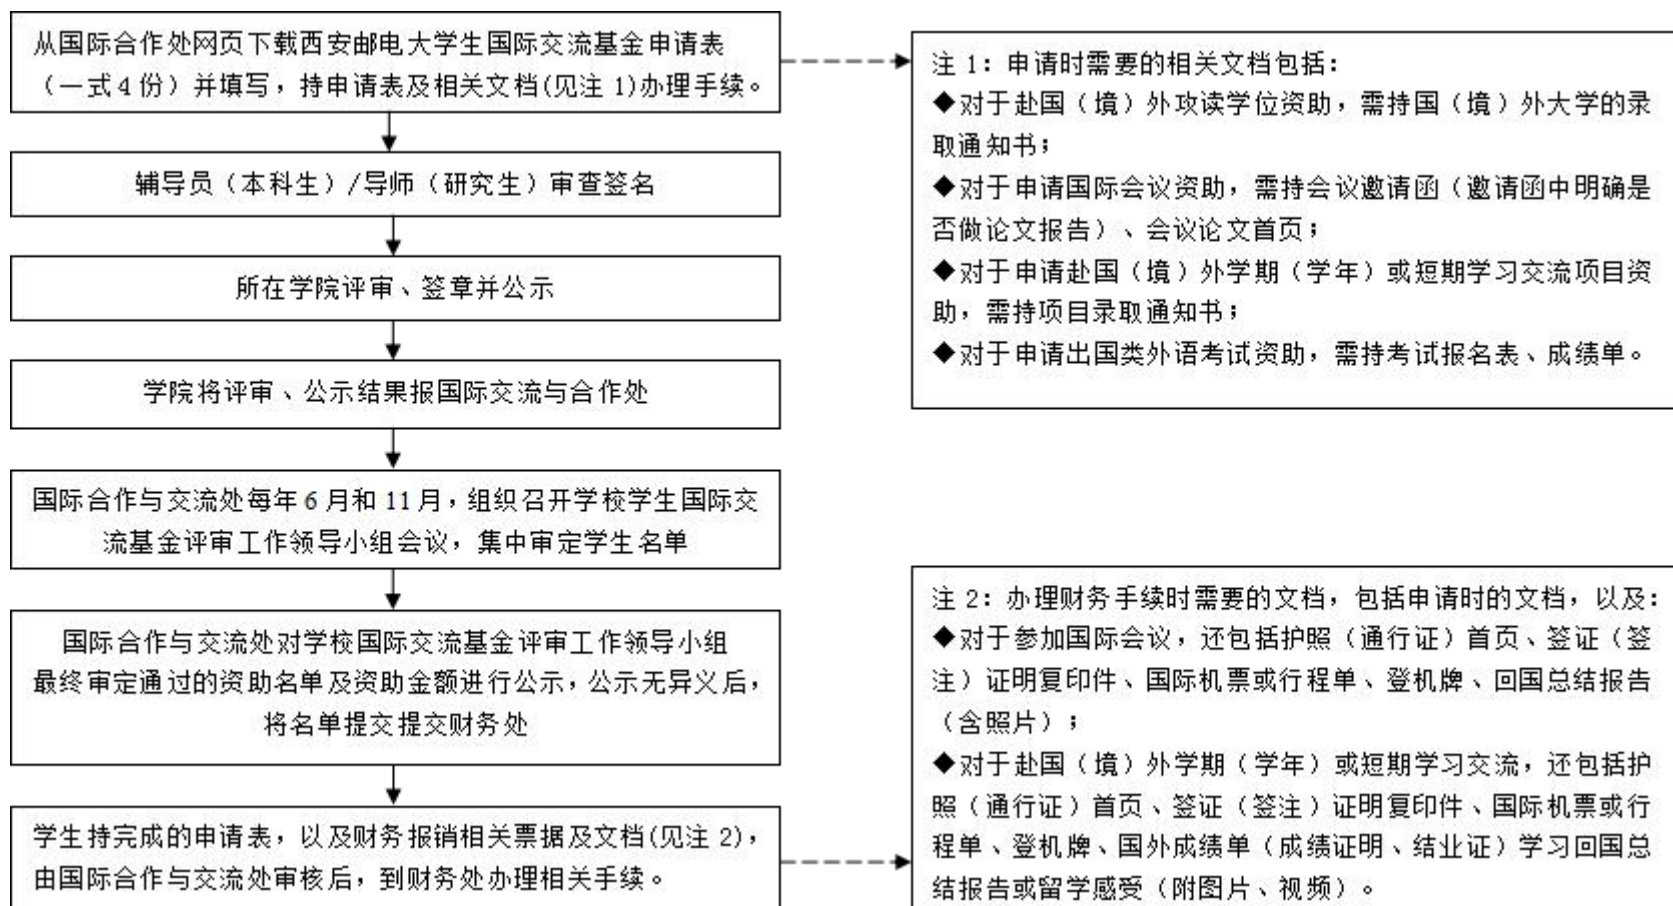 从国际合作处网页下载西安邮电大学生国际交流基金申请表
（一式4份）并填写，持申请表及相关文档(见注1)办理手续。
辅导员（本科生）/导师（研究生）审查签名
所在学院评审、签章并公示
学院将评审、公示结果报国际交流与合作处
国际合作与交流处每年6月和11月，组织召开学校学生国际交
流基金评审工作领导小组会议，集中审定学生名单
国际合作与交流处对学校国际交流基金评审工作领导小组
最终审定通过的资助名单及资助金额进行公示，公示无异义后，
将名单提交提交财务处
学生持完成的申请表，以及财务报销相关票据及文档(见注2)，
由国际合作与交流处审核后，到财务处办理相关手续。
注1：申请时需要的相关文档包括：
◆对于赴国（境）外攻读学位资助，需持国（境）外大学的录
取通知书；
◆对于申请国际会议资助，需持会议邀请函（邀请函中明确是
否做论文报告）、会议论文首页；
◆对于申请赴国（境）外学期（学年）或短期学习交流项目资
助，需持项目录取通知书；
◆对于申请出国类外语考试资助，需持考试报名表、成绩单。
注2：办理财务手续时需要的文档，包括申请时的文档，以及：
◆对于参加国际会议，还包括护照（通行证）首页、签证（签
注）证明复印件、国际机票或行程单、登机牌、回国总结报告
（含照片）；
◆对于赴国（境）外学期（学年）或短期学习交流，还包括护
照（通行证）首页、签证（签注）证明复印件、国际机票或行
程单、登机牌、国外成绩单（成绩证明、结业证）学习回国总
结报告或留学感受（附图片、视频）。